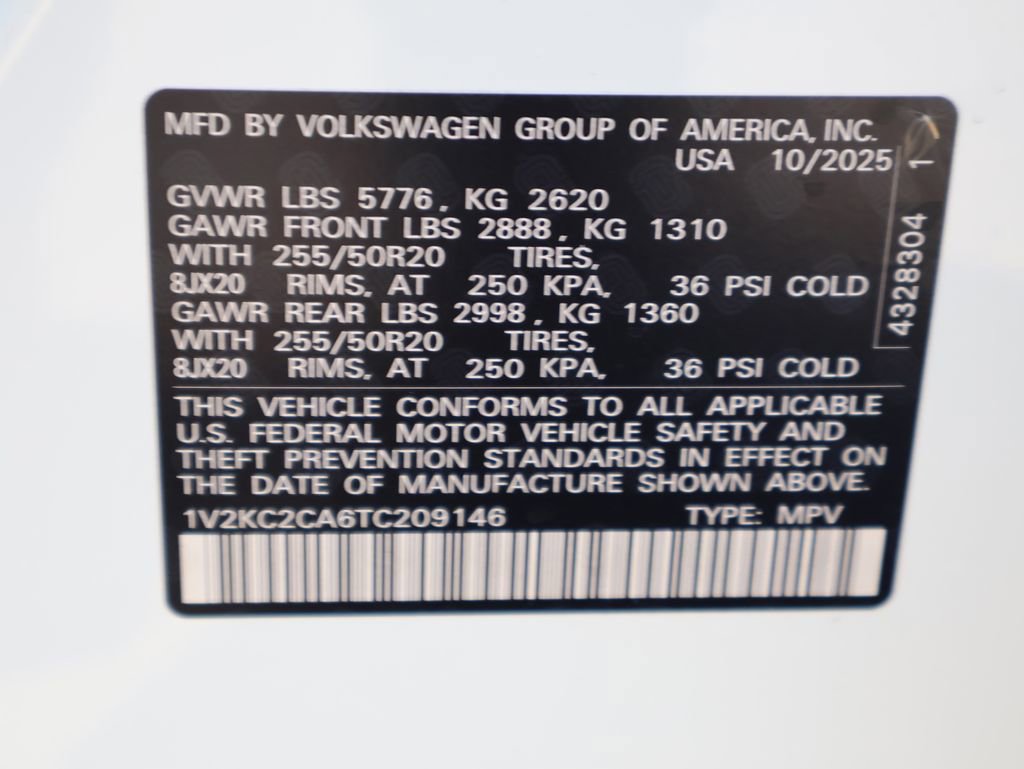 MFD BY VOLKSWAGEN GROUP OF AMERICA, INC.
USA 10/2025
GVWR LBS 5776, KG 2620
GAWR FRONT LBS 2888, KG 1310
WITH 255/50R20 TIRES,
8JX20 RIMS, AT 250 KPA, 36 PSI COLD
GAWR REAR LBS 2998, KG 1360
WITH 255/50R20 TIRES,
8JX20 RIMS, AT 250 KPA, 36 PSI COLD
THIS VEHICLE CONFORMS TO ALL APPLICABLE
U.S. FEDERAL MOTOR VEHICLE SAFETY AND
THEFT PREVENTION STANDARDS IN EFFECT ON
THE DATE OF MANUFACTURE SHOWN ABOVE.
1V2KC2CA6TC209146 TYPE: MPV
4328304